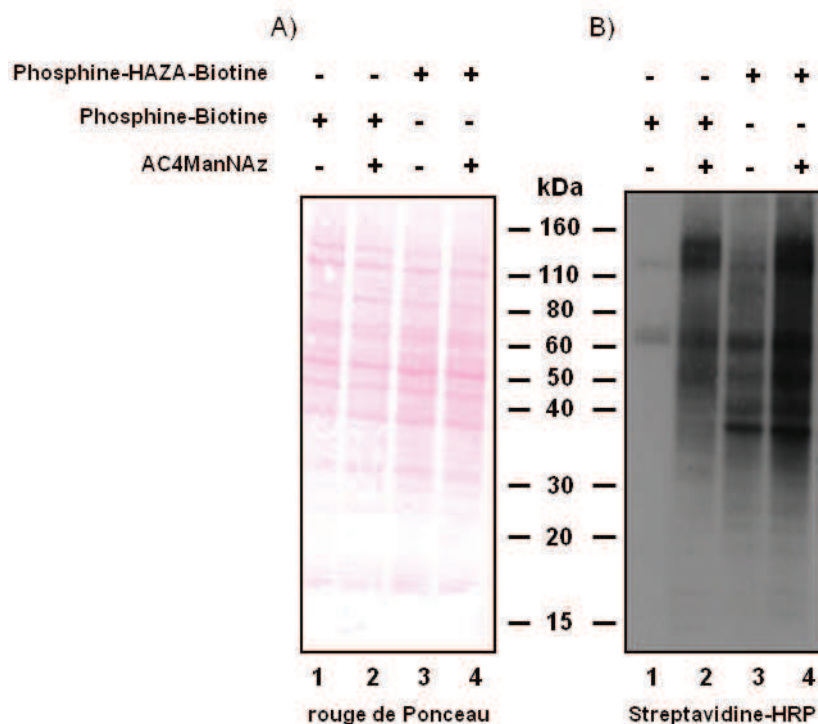 A) B)
Phosphine-HAZA-Biotine - - + + - - + +
Phosphine-Biotine + + - - + + - -
AC4ManNAz - + - + - + - +
kDa
160
110
80
60
50
40
30
20
15
1 2 3 4 1 2 3 4
rouge de Ponceau Streptavidine-HRP